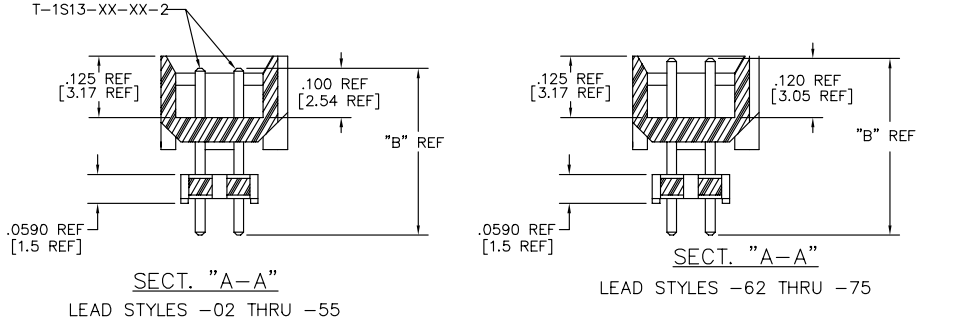 T-1S13-XX-XX-2
.125 REF
[3.17 REF]
.100 REF
[2.54 REF]
"B" REF
.0590 REF
[1.5 REF]
SECT. "A-A"
LEAD STYLES -02 THRU -55
.125 REF
[3.17 REF]
.120 REF
[3.05 REF]
"B" REF
.0590 REF
[1.5 REF]
SECT. "A-A"
LEAD STYLES -62 THRU -75